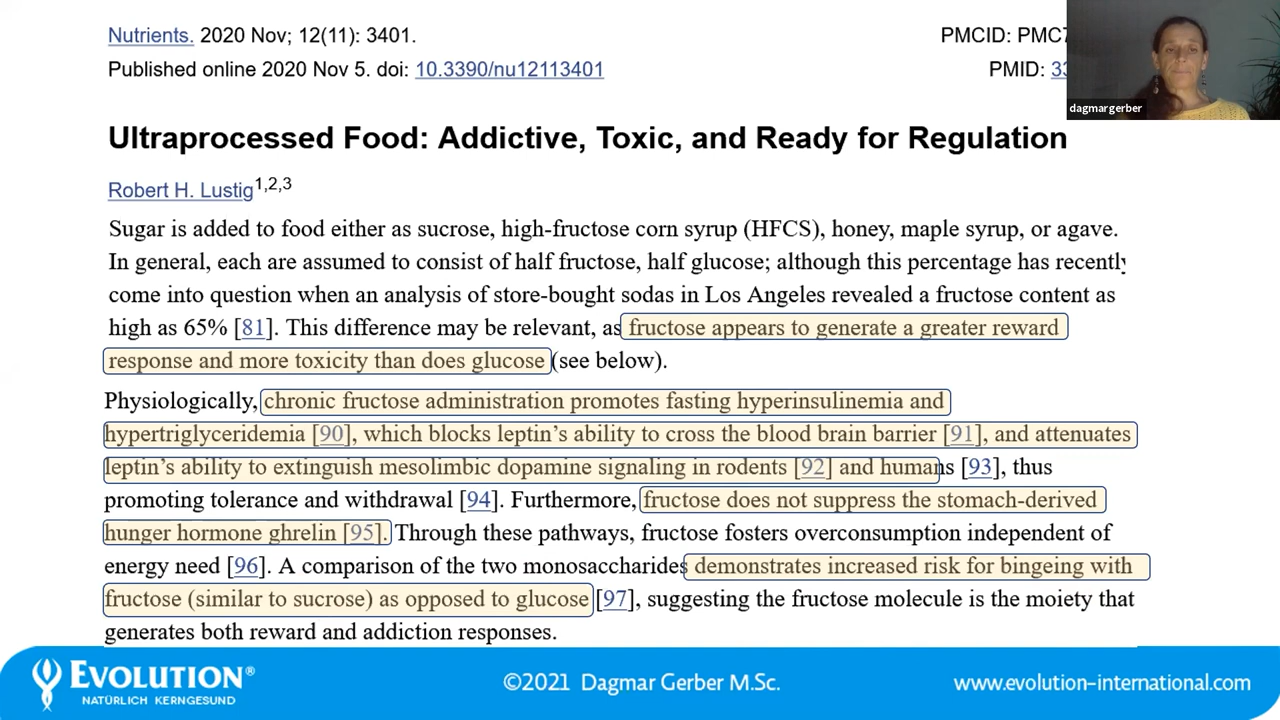 Nutrients. 2020 Nov; 12(11): 3401.
PMCID: PMC7
Published online 2020 Nov 5. doi: 10.3390/nu12113401
PMID: 33
dagmargerber
Ultraprocessed Food: Addictive, Toxic, and Ready for Regulation
Robert H. Lustig1,2,3
Sugar is added to food either as sucrose, high-fructose corn syrup (HFCS), honey, maple syrup, or agave.
In general, each are assumed to consist of half fructose, half glucose; although this percentage has recently
come into question when an analysis of store-bought sodas in Los Angeles revealed a fructose content as
high as 65% [81]. This difference may be relevant, as fructose appears to generate a greater reward
response and more toxicity than does glucose (see below).
Physiologically, chronic fructose administration promotes fasting hyperinsulinemia and
hypertriglyceridemia [90], which blocks leptin’s ability to cross the blood brain barrier [91], and attenuates
leptin’s ability to extinguish mesolimbic dopamine signaling in rodents [92] and humans [93], thus
promoting tolerance and withdrawal [94]. Furthermore, fructose does not suppress the stomach-derived
hunger hormone ghrelin [95]. Through these pathways, fructose fosters overconsumption independent of
energy need [96]. A comparison of the two monosaccharides demonstrates increased risk for bingeing with
fructose (similar to sucrose) as opposed to glucose [97], suggesting the fructose molecule is the moiety that
generates both reward and addiction responses.
EVOLUTION®
NATÜRLICH KERNGESUND
©2021 Dagmar Gerber M.Sc.
www.evolution-international.com